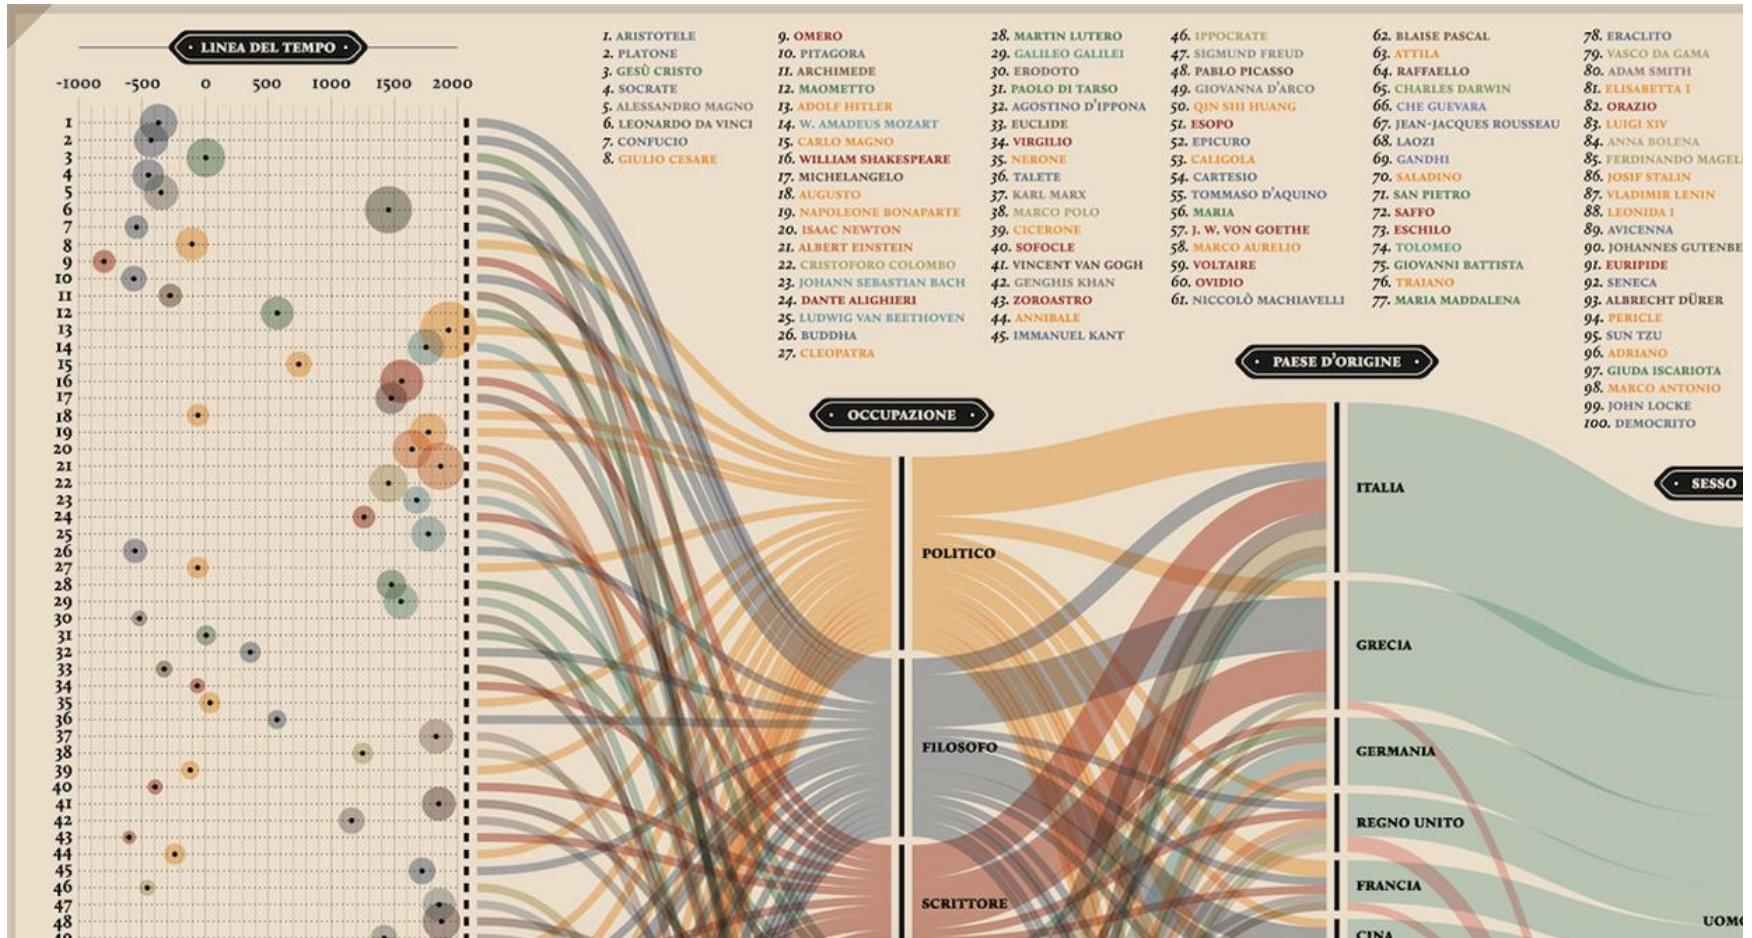 LINEA DEL TEMPO
-1000 -500 0 500 1000 1500 2000
1
2
3
4
5
6
7
8
9
10
11
12
13
14
15
16
17
18
19
20
21
22
23
24
25
26
27
28
29
30
31
32
33
34
35
36
37
38
39
40
41
42
43
44
45
46
47
48
49
1. ARISTOTELE
2. PLATONE
3. GESÙ CRISTO
4. SOCRATE
5. ALESSANDRO MAGNO
6. LEONARDO DA VINCI
7. CONFUCIO
8. GIULIO CESARE
9. OMERO
10. PITAGORA
11. ARCHIMEDE
12. MAOMETTO
13. ADOLF HITLER
14. W. AMADEUS MOZART
15. CARLO MAGNO
16. WILLIAM SHAKESPEARE
17. MICHELANGELO
18. AUGUSTO
19. NAPOLEONE BONAPARTE
20. ISAAC NEWTON
21. ALBERT EINSTEIN
22. CRISTOFORO COLOMBO
23. JOHANN SEBASTIAN BACH
24. DANTE ALIGHIERI
25. LUDWIG VAN BEETHOVEN
26. BUDDHA
27. CLEOPATRA
28. MARTIN LUTERO
29. GALILEO GALILEI
30. ERODOTO
31. PAOLO DI TARSO
32. AGOSTINO D'IPPONA
33. EUCLIDE
34. VIRGILIO
35. NERONE
36. TALETE
37. KARL MARX
38. MARCO POLO
39. CICERONE
40. SOFOCLE
41. VINCENT VAN GOGH
42. GENGHIS KHAN
43. ZOROASTRO
44. ANNIBALE
45. IMMANUEL KANT
46. IPPOCRATE
47. SIGMUND FREUD
48. PABLO PICASSO
49. GIOVANNA D'ARCO
50. QIN SHI HUANG
51. ESOPO
52. EPICURO
53. CALIGOLA
54. CARTESIO
55. TOMMASO D'AQUINO
56. MARIA
57. J. W. VON GOETHE
58. MARCO AURELIO
59. VOLTAIRE
60. OVIDIO
61. NICCOLÒ MACHIAVELLI
62. BLAISE PASCAL
63. ATTILA
64. RAFFAELLO
65. CHARLES DARWIN
66. CHE GUEVARA
67. JEAN-JACQUES ROUSSEAU
68. LAOZI
69. GANDHI
70. SALADINO
71. SAN PIETRO
72. SAFFO
73. ESCHILO
74. TOLOMEO
75. GIOVANNI BATTISTA
76. TRAIANO
77. MARIA MADDALENA
78. ERACLITO
79. VASCO DA GAMA
80. ADAM SMITH
81. ELISABETTA I
82. ORAZIO
83. LUIGI XIV
84. ANNA BOLENA
85. FERDINANDO MAGEL
86. JOSIF STALIN
87. VLADIMIR LENIN
88. LEONIDA I
89. AVICENNA
90. JOHANNES GUTENBE
91. EURIPIDE
92. SENECA
93. ALBRECHT DÜRER
94. PERICLE
95. SUN TZU
96. ADRIANO
97. GIUDA ISCARIOTA
98. MARCO ANTONIO
99. JOHN LOCKE
100. DEMOCRITO
OCCUPAZIONE
POLITICO
FILOSOFO
SCRITTORE
PAESE D'ORIGINE
ITALIA
GRECIA
GERMANIA
REGNO UNITO
FRANCIA
CINA
SESSO
UOMO